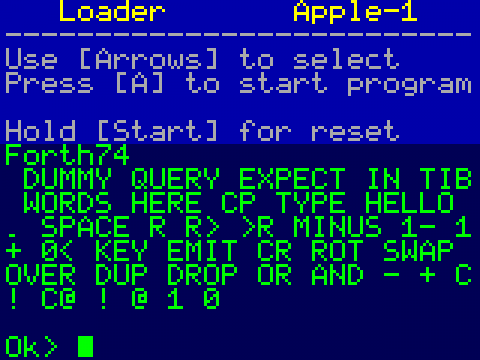 Loader Apple-1
------------------------------
Use [Arrows] to select
Press [A] to start program
Hold [Start] for reset
Forth74
DUMMY QUERY EXPECT IN TIB
WORDS HERE CP TYPE HELLO
. SPACE R R> >R MINUS 1- 1
+ 0< KEY EMIT CR ROT SWAP
OVER DUP DROP OR AND - + C
! C@ ! @ 1 0
Ok>